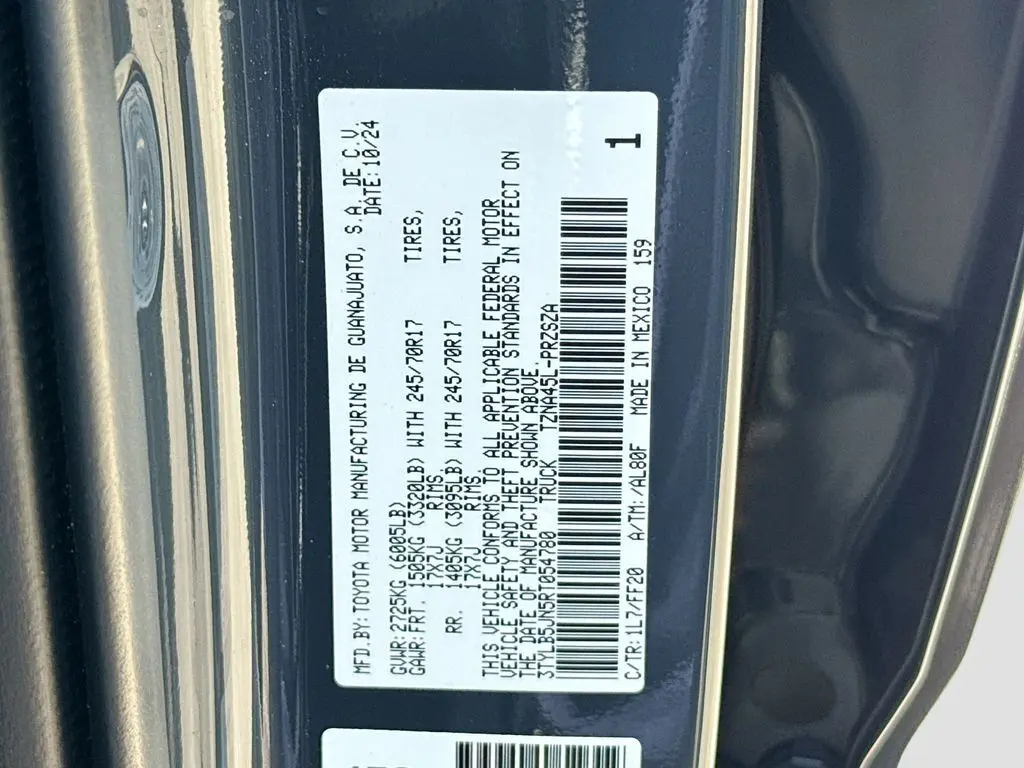 MFD.BY:TOYOTA MOTOR MANUFACTURING DE GUANAJUATO, S.A. DE C.V.
DATE:10/24
GVWR:2725KG (6005LB)
GAWR:FRT. 1505KG (3320LB) WITH 245/70R17 TIRES,
17X7J RIMS
RR. 1405KG (3095LB) WITH 245/70R17 TIRES,
17X7J RIMS.
THIS VEHICLE CONFORMS TO ALL APPLICABLE FEDERAL MOTOR
VEHICLE SAFETY AND THEFT PREVENTION STANDARDS IN EFFECT ON
THE DATE OF MANUFACTURE SHOWN ABOVE.
3TYLB5JN5RT054780 TRUCK TZNA45L-PRZSZA
1
C/TR:1L7/FF20 A/TM:/AL80F MADE IN MEXICO 159